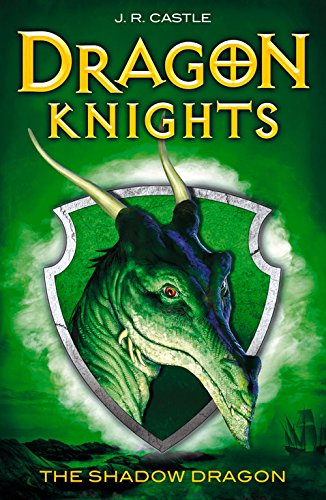 J. R. CASTLE
DRAGON
KNIGHTS
THE SHADOW DRAGON